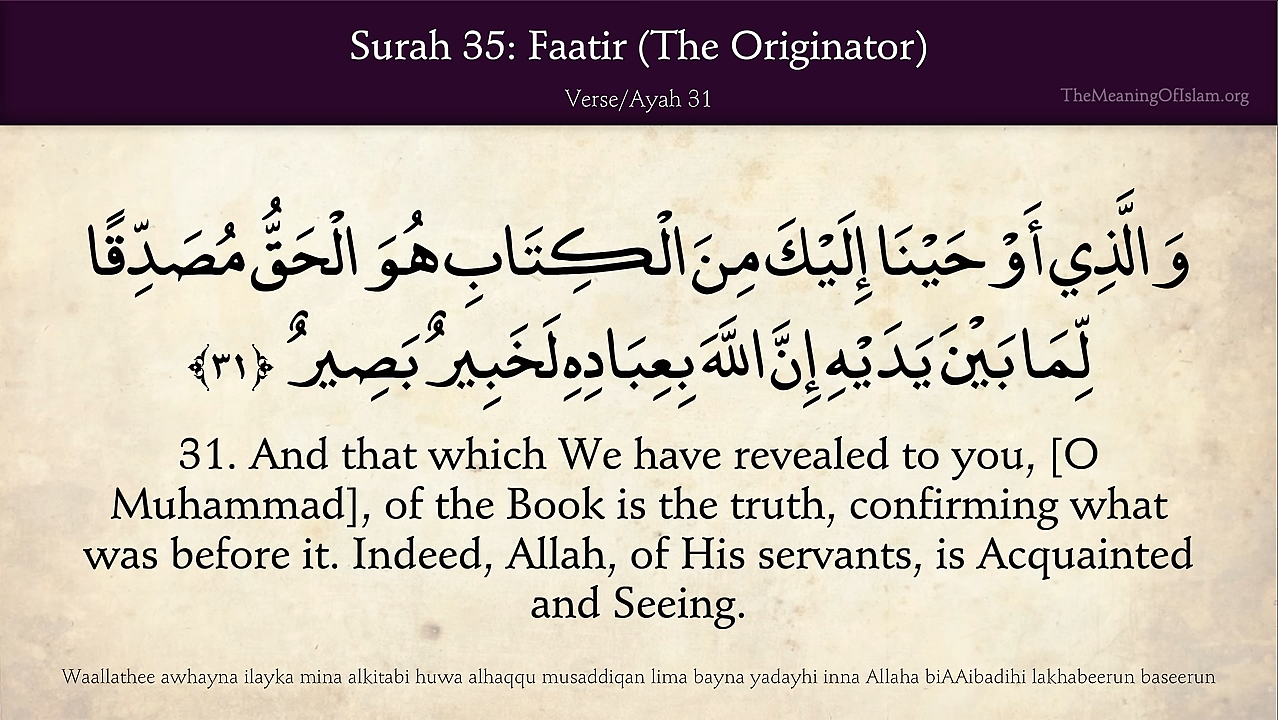 Surah 35: Faatir (The Originator)
Verse/Ayah 31
TheMeaningOfIslam.org
وَالَّذِي أَوْحَيْنَا إِلَيْكَ مِنَ الْكِتَابِ هُوَ الْحَقُّ مُصَدِّقًا
لِّمَا بَيْنَ يَدَيْهِ إِنَّ اللَّهَ بِعِبَادِهِ لَخَبِيرٌ بَصِيرٌ ﴿٣١﴾
31. And that which We have revealed to you, [O
Muhammad], of the Book is the truth, confirming what
was before it. Indeed, Allah, of His servants, is Acquainted
and Seeing.
Waallathee awhayna ilayka mina alkitabi huwa alhaqqu musaddiqan lima bayna yadayhi inna Allaha biAAibadihi lakhabeerun baseerun